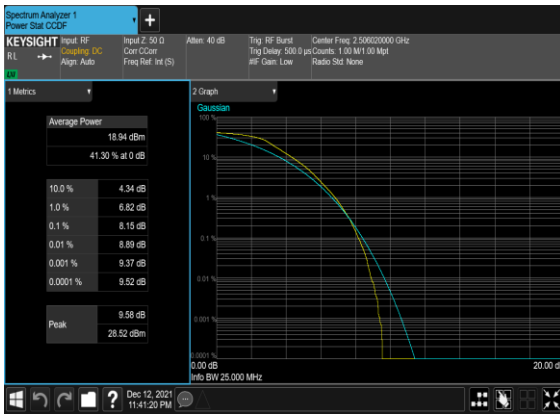 Spectrum Analyzer 1
Power Stat CCDF
KEYSIGHT
RL
Input: RF
Coupling: DC
Align: Auto
Input Z: 50 Ω
Corr CCorr
Freq Ref: Int (S)
Atten: 40 dB
Trig: RF Burst
Trig Delay: 500.0 µs
#IF Gain: Low
Center Freq: 2.506020000 GHz
Counts: 1.00 M/1.00 Mpt
Radio Std: None
1 Metrics
Average Power
18.94 dBm
41.30 % at 0 dB
10.0 % 4.34 dB
1.0 % 6.82 dB
0.1 % 8.15 dB
0.01 % 8.89 dB
0.001 % 9.37 dB
0.0001 % 9.52 dB
Peak
9.58 dB
28.52 dBm
2 Graph
Gaussian
100 %
10 %
1 %
0.1 %
0.01 %
0.001 %
0.0001 %
0.00 dB
20.00 d
Info BW 25.000 MHz
Dec 12, 2021
11:41:20 PM